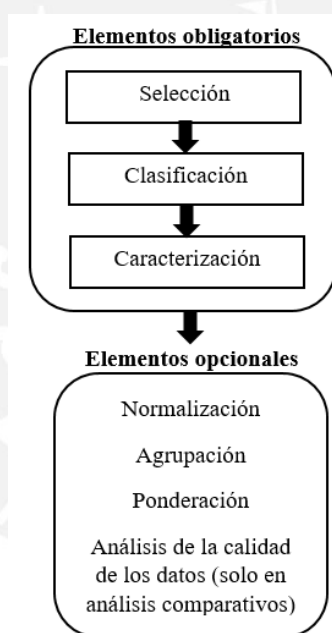 Elementos obligatorios
Selección
Clasificación
Caracterización
Elementos opcionales
Normalización
Agrupación
Ponderación
Análisis de la calidad
de los datos (solo en
análisis comparativos)